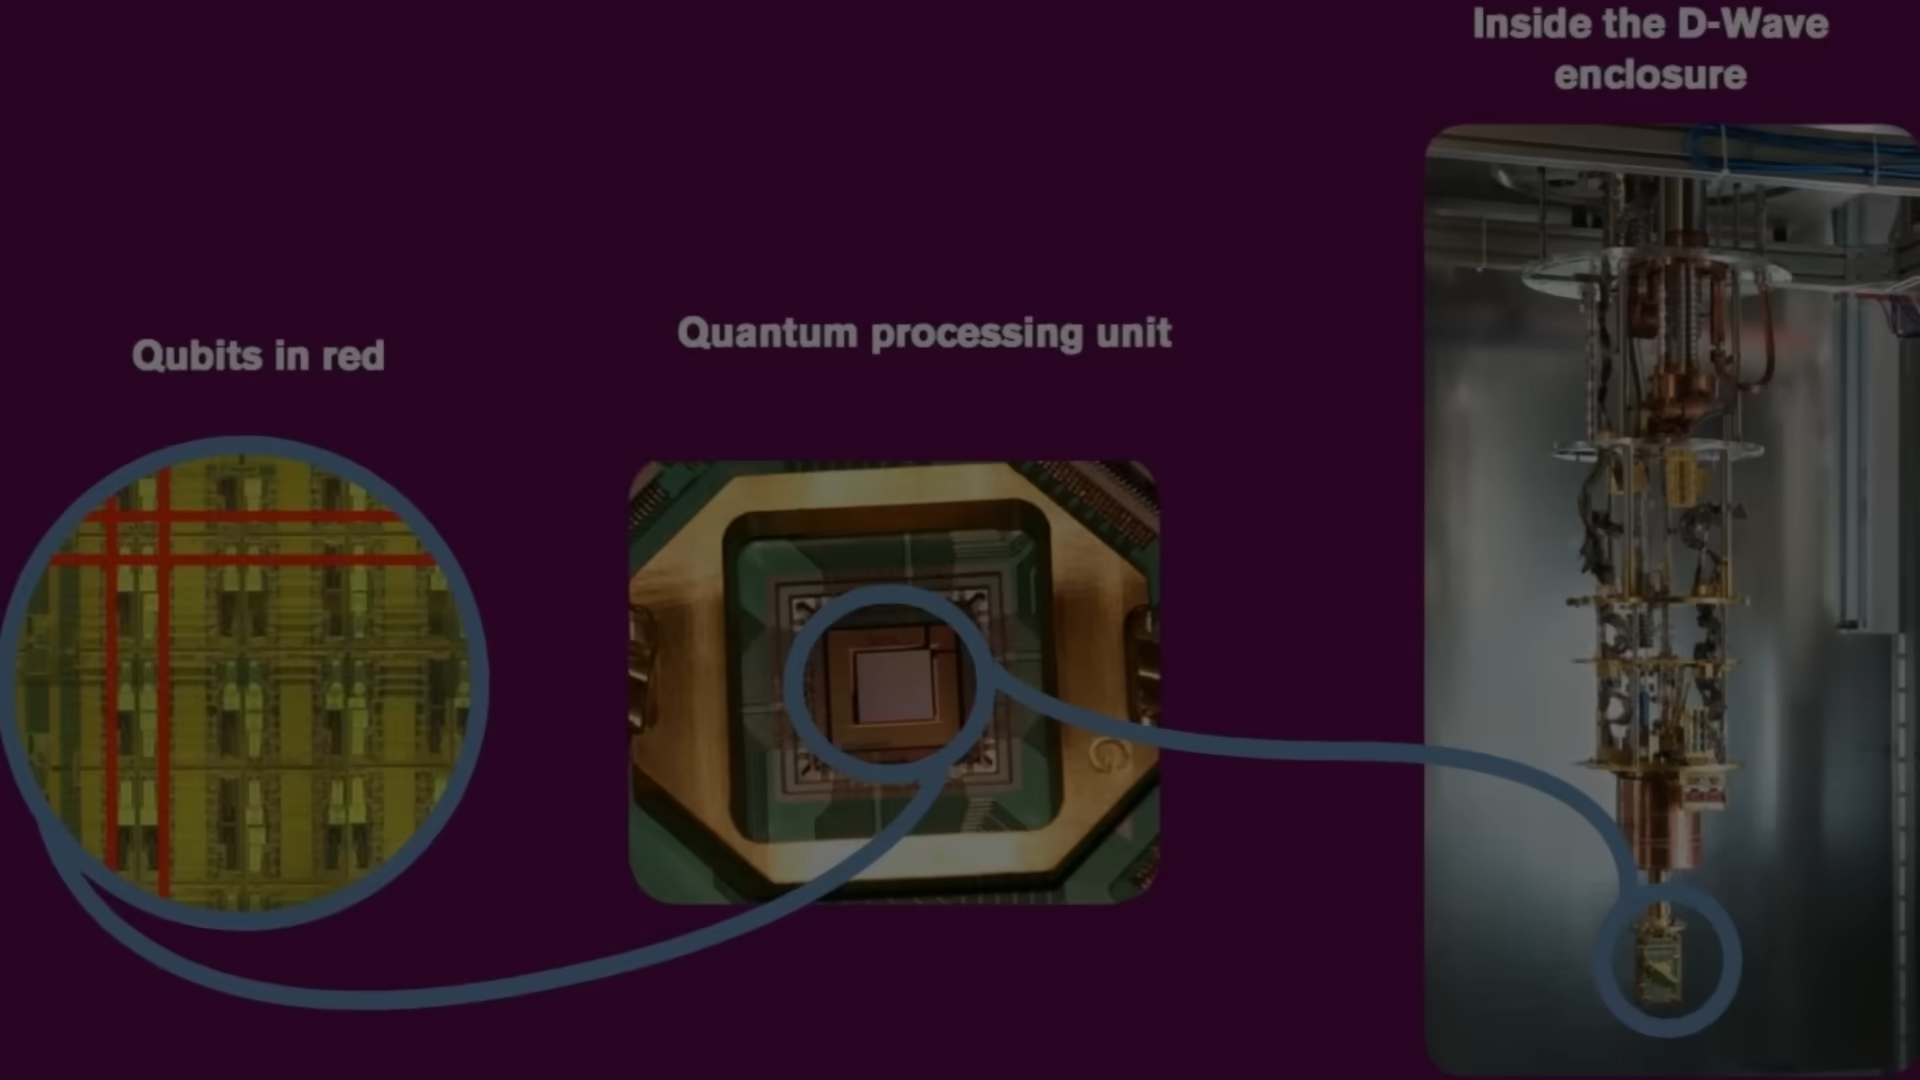 Inside the D-Wave
enclosure
Quantum processing unit
Qubits in red